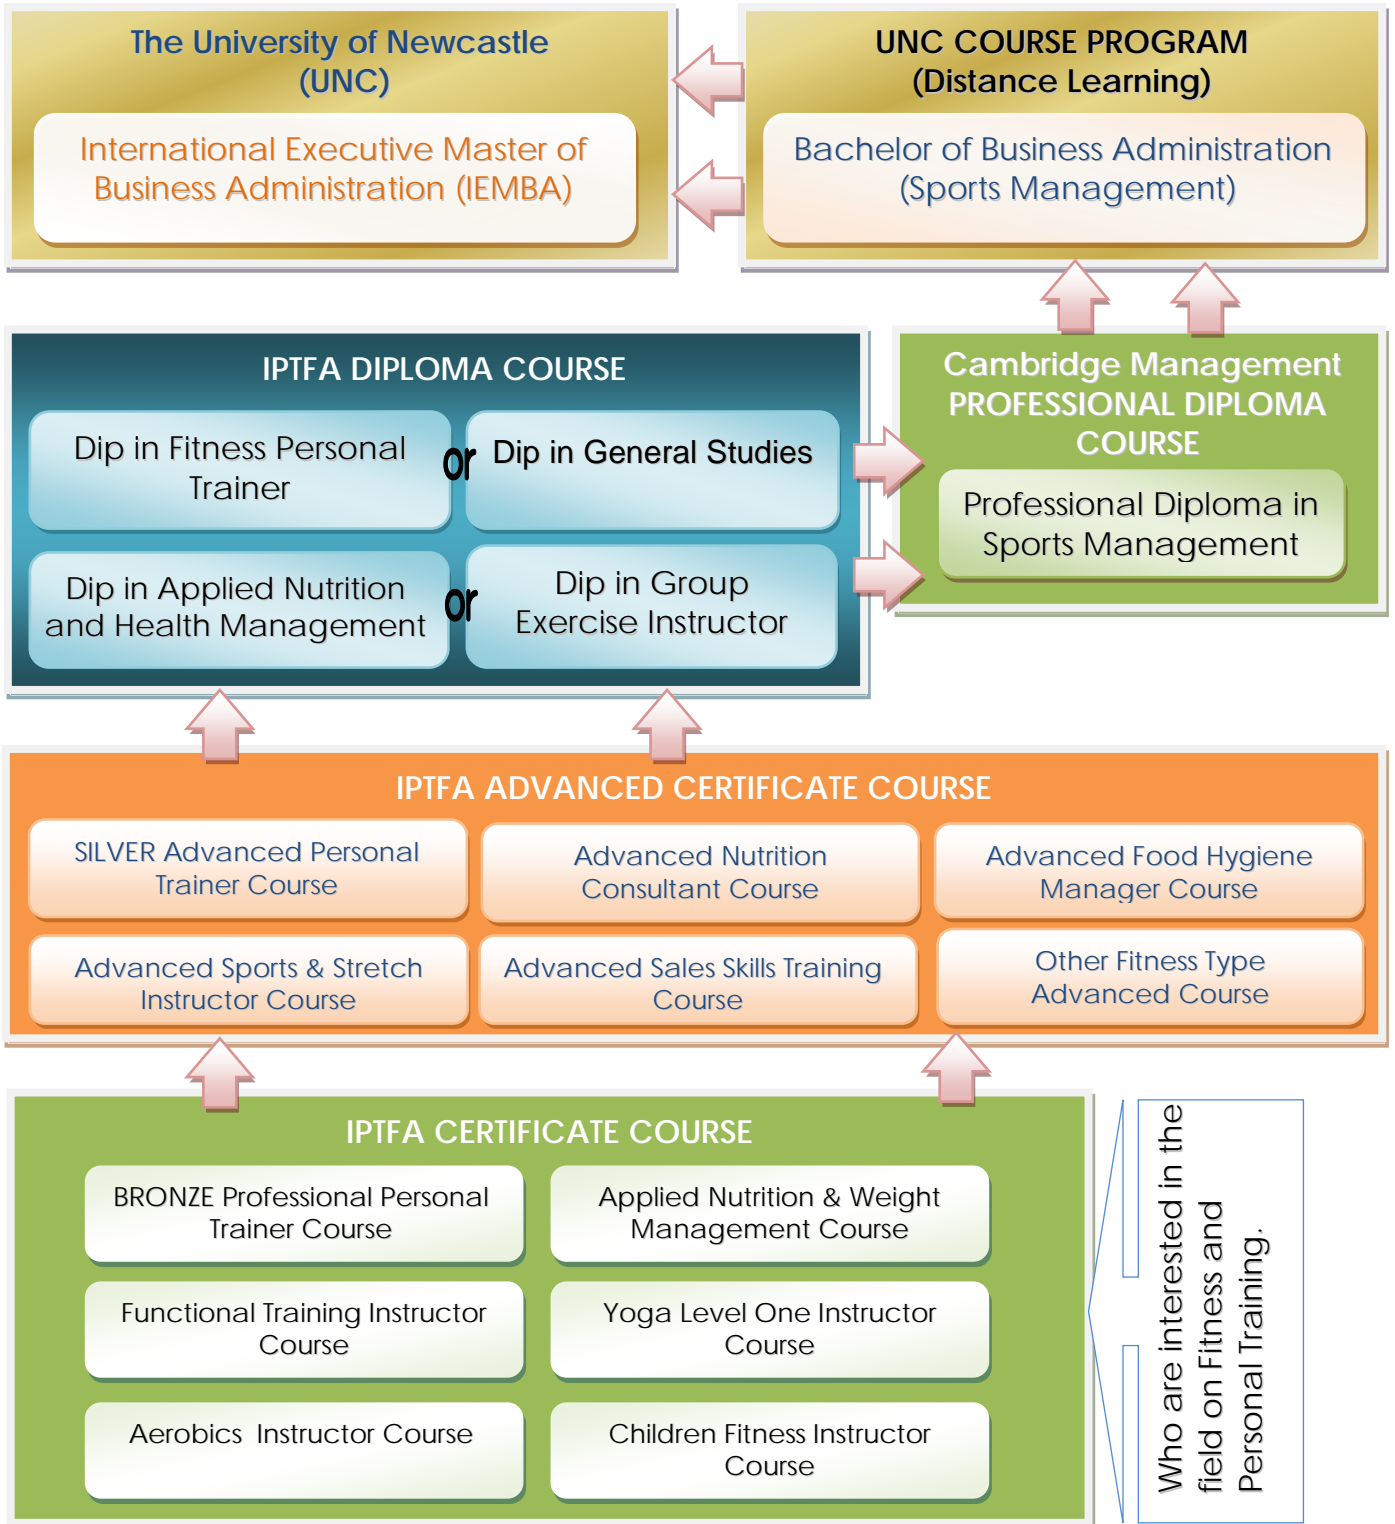 The University of Newcastle
(UNC)
International Executive Master of
Business Administration (IEMBA)
UNC COURSE PROGRAM
(Distance Learning)
Bachelor of Business Administration
(Sports Management)
IPTFA DIPLOMA COURSE
Dip in Fitness Personal
Trainer
or
Dip in General Studies
Dip in Applied Nutrition
and Health Management
or
Dip in Group
Exercise Instructor
Cambridge Management
PROFESSIONAL DIPLOMA
COURSE
Professional Diploma in
Sports Management
IPTFA ADVANCED CERTIFICATE COURSE
SILVER Advanced Personal
Trainer Course
Advanced Nutrition
Consultant Course
Advanced Food Hygiene
Manager Course
Advanced Sports & Stretch
Instructor Course
Advanced Sales Skills Training
Course
Other Fitness Type
Advanced Course
IPTFA CERTIFICATE COURSE
BRONZE Professional Personal
Trainer Course
Applied Nutrition & Weight
Management Course
Functional Training Instructor
Course
Yoga Level One Instructor
Course
Aerobics  Instructor Course
Children Fitness Instructor
Course
Who are interested in the
field on Fitness and
Personal Training.